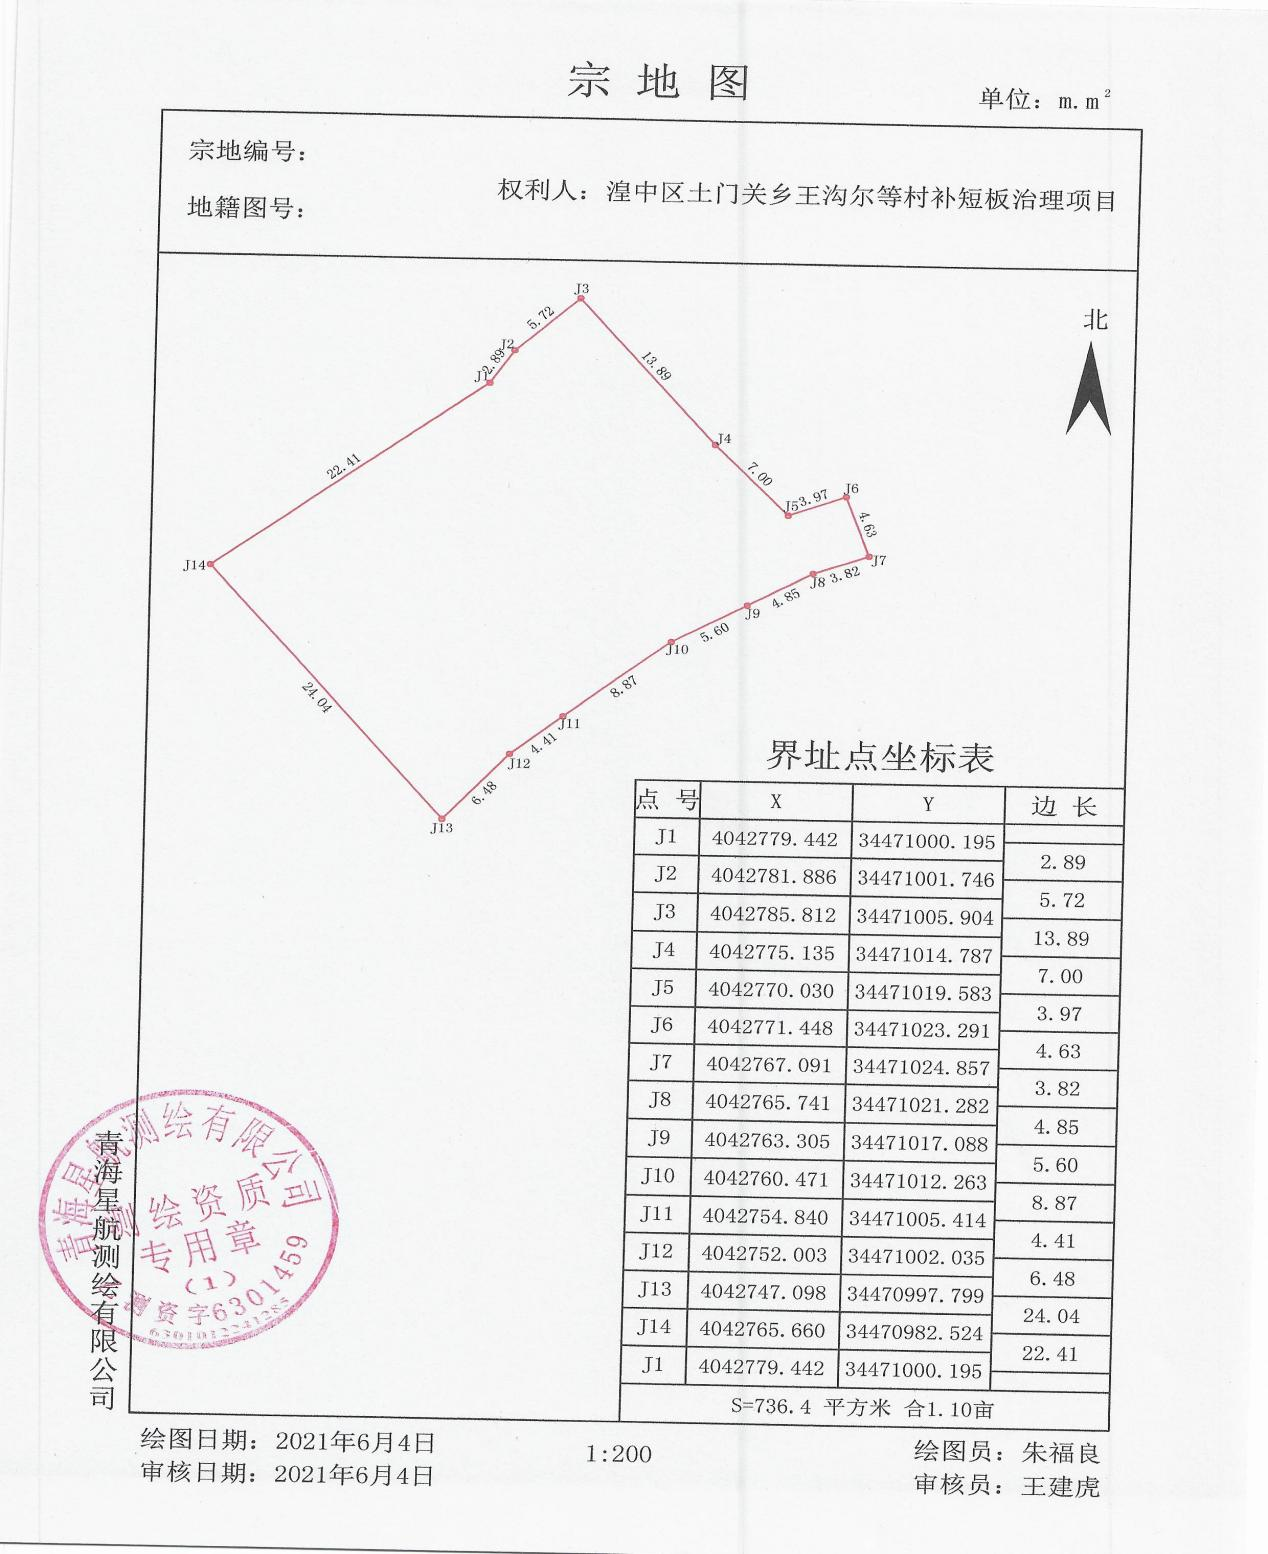 宗 地 图
单位: m.m²
宗地编号:
地籍图号:
权利人: 湟中区土门关乡王沟尔等村补短板治理项目
北
J3
5.72
J2
2.89
J1
13.89
22.41
J4
7.00
J5
3.97
J6
4.63
J7
J14
J8
3.82
4.85
J9
5.60
J10
24.04
8.87
J11
4.41
J12
6.48
J13
界址点坐标表
点 号 X Y 边 长
J1 4042779.442 34471000.195
2.89
J2 4042781.886 34471001.746
5.72
J3 4042785.812 34471005.904
13.89
J4 4042775.135 34471014.787
7.00
J5 4042770.030 34471019.583
3.97
J6 4042771.448 34471023.291
4.63
J7 4042767.091 34471024.857
3.82
J8 4042765.741 34471021.282
4.85
J9 4042763.305 34471017.088
5.60
J10 4042760.471 34471012.263
8.87
J11 4042754.840 34471005.414
4.41
J12 4042752.003 34471002.035
6.48
J13 4042747.098 34470997.799
24.04
J14 4042765.660 34470982.524
22.41
J1 4042779.442 34471000.195
S=736.4 平方米 合1.10亩
青海星航测绘有限公司
青海星航测绘有限公司
测绘资质
专用章
(1)
测资字6301459
6301012241285
绘图日期: 2021年6月4日
审核日期: 2021年6月4日
1:200
绘图员: 朱福良
审核员: 王建虎